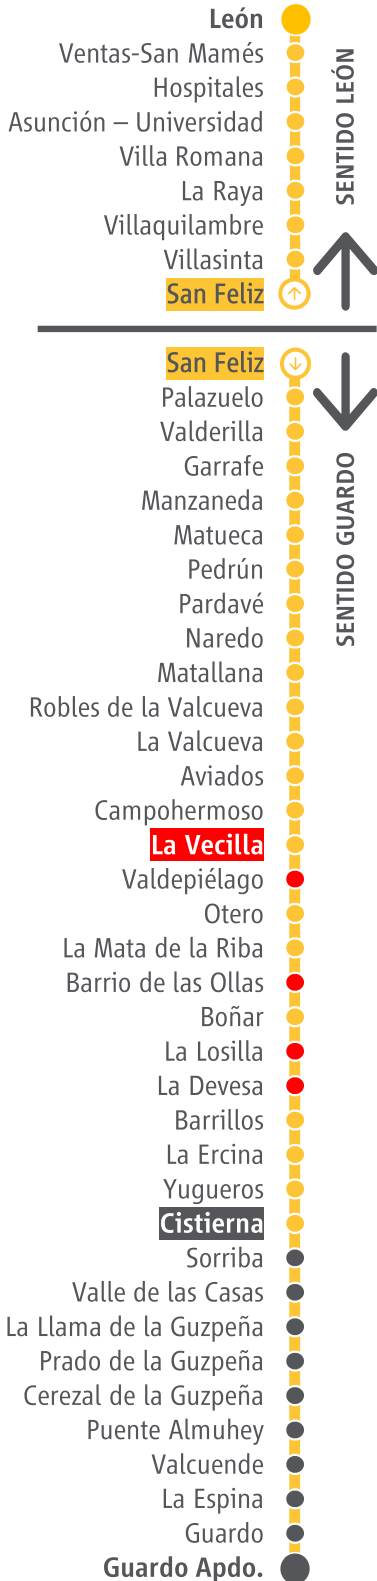 León
Ventas-San Mamés
Hospitales
Asunción – Universidad
Villa Romana
La Raya
Villaquilambre
Villasinta
San Feliz
SENTIDO LEÓN
San Feliz
Palazuelo
Valderilla
Garrafe
Manzaneda
Matueca
Pedrún
Pardavé
Naredo
Matallana
Robles de la Valcueva
La Valcueva
Aviados
Campohermoso
La Vecilla
Valdepiélago
Otero
La Mata de la Riba
Barrio de las Ollas
Boñar
La Losilla
La Devesa
Barrillos
La Ercina
Yugueros
Cistierna
Sorriba
Valle de las Casas
La Llama de la Guzpeña
Prado de la Guzpeña
Cerezal de la Guzpeña
Puente Almuhey
Valcuende
La Espina
Guardo
Guardo Apdo.
SENTIDO GUARDO